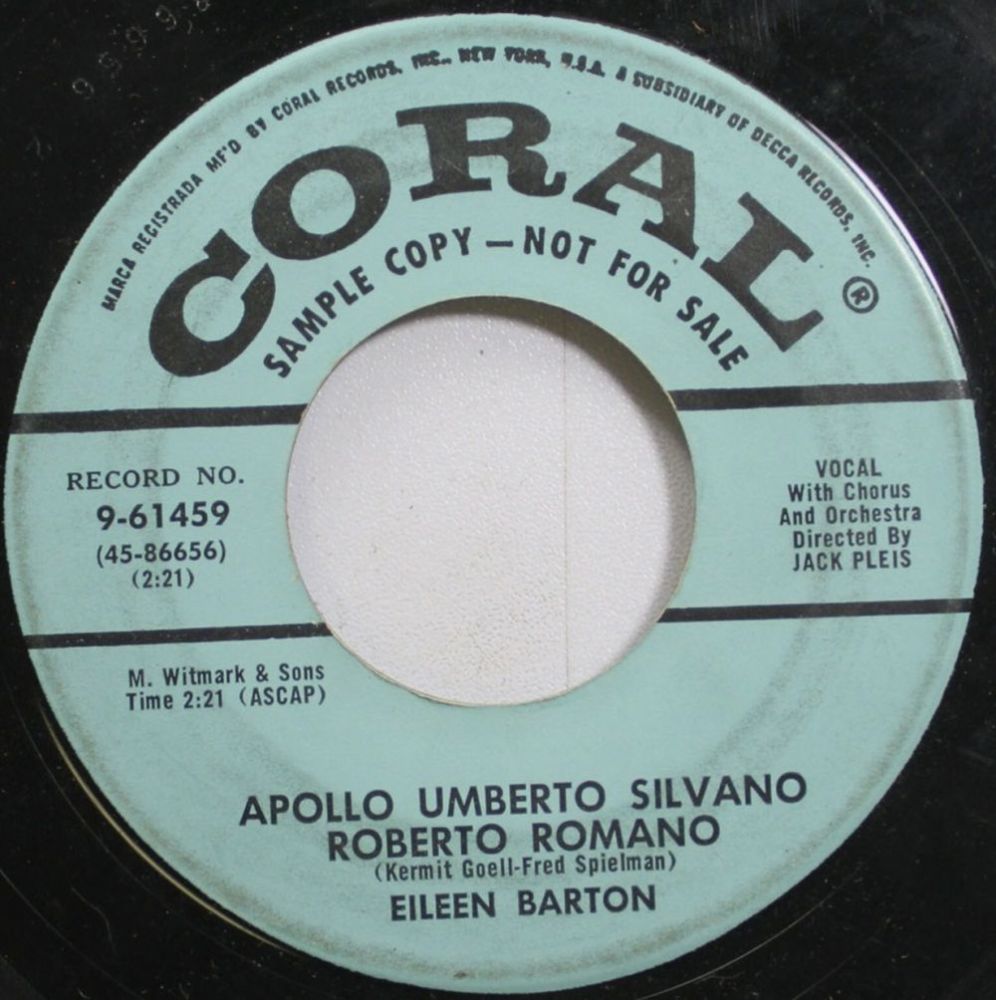 MARCA REGISTRADA MF'D BY CORAL RECORDS, INC., NEW YORK, U.S.A. A SUBSIDIARY OF DECCA RECORDS, INC.
CORAL ®
SAMPLE COPY – NOT FOR SALE
RECORD NO.
9-61459
(45-86656)
(2:21)
VOCAL
With Chorus
And Orchestra
Directed By
JACK PLEIS
M. Witmark & Sons
Time 2:21 (ASCAP)
APOLLO UMBERTO SILVANO
ROBERTO ROMANO
(Kermit Goell-Fred Spielman)
EILEEN BARTON